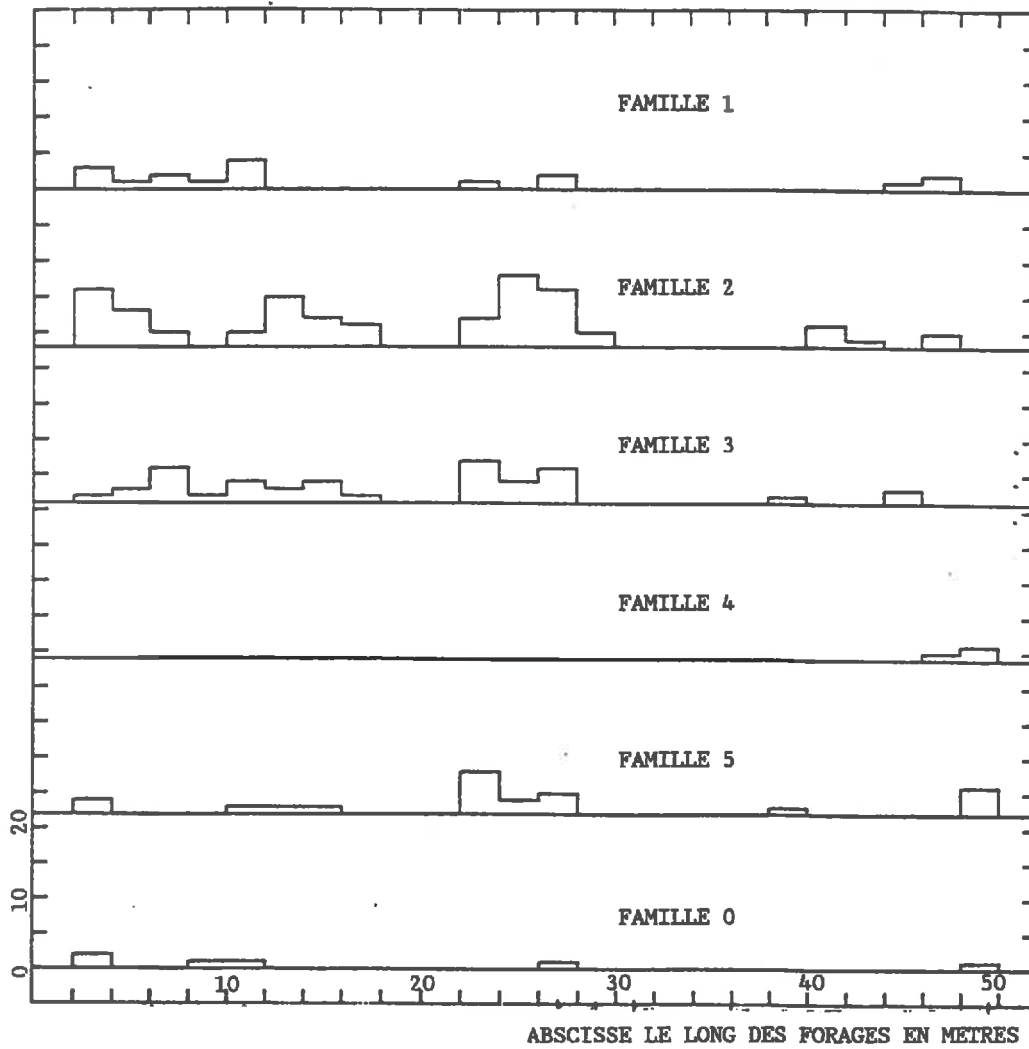 FAMILLE 1
FAMILLE 2
FAMILLE 3
FAMILLE 4
FAMILLE 5
20
10
FAMILLE 0
0
10 20 30 40 50
ABSCISSE LE LONG DES FORAGES EN METRES